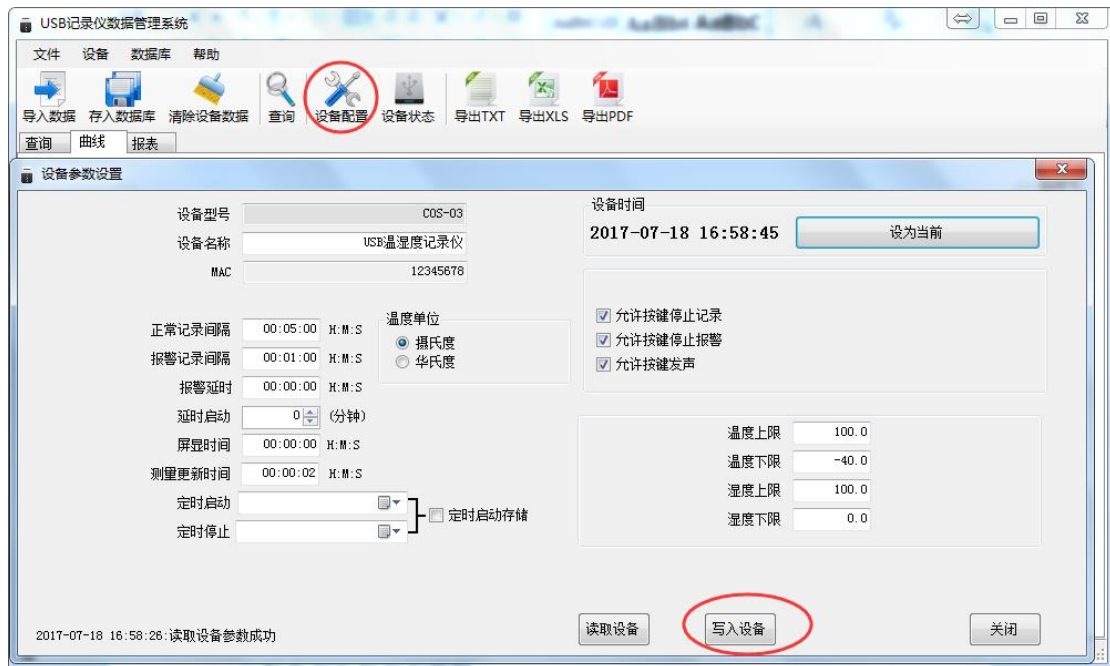 USB记录仪数据管理系统
文件 设备 数据库 帮助
导入数据 存入数据库 清除设备数据 查询 设备配置 设备状态 导出TXT 导出XLS 导出PDF
查询 曲线 报表
设备参数设置
设备型号 COS-03
设备名称 USB温湿度记录仪
MAC 12345678
正常记录间隔 00:05:00 H:M:S
报警记录间隔 00:01:00 H:M:S
报警延时 00:00:00 H:M:S
延时启动 0 (分钟)
屏显时间 00:00:00 H:M:S
测量更新时间 00:00:02 H:M:S
定时启动
定时停止
定时启动存储
温度单位
摄氏度
华氏度
设备时间
2017-07-18 16:58:45 设为当前
允许按键停止记录
允许按键停止报警
允许按键发声
温度上限 100.0
温度下限 -40.0
湿度上限 100.0
湿度下限 0.0
2017-07-18 16:58:26:读取设备参数成功
读取设备 写入设备 关闭